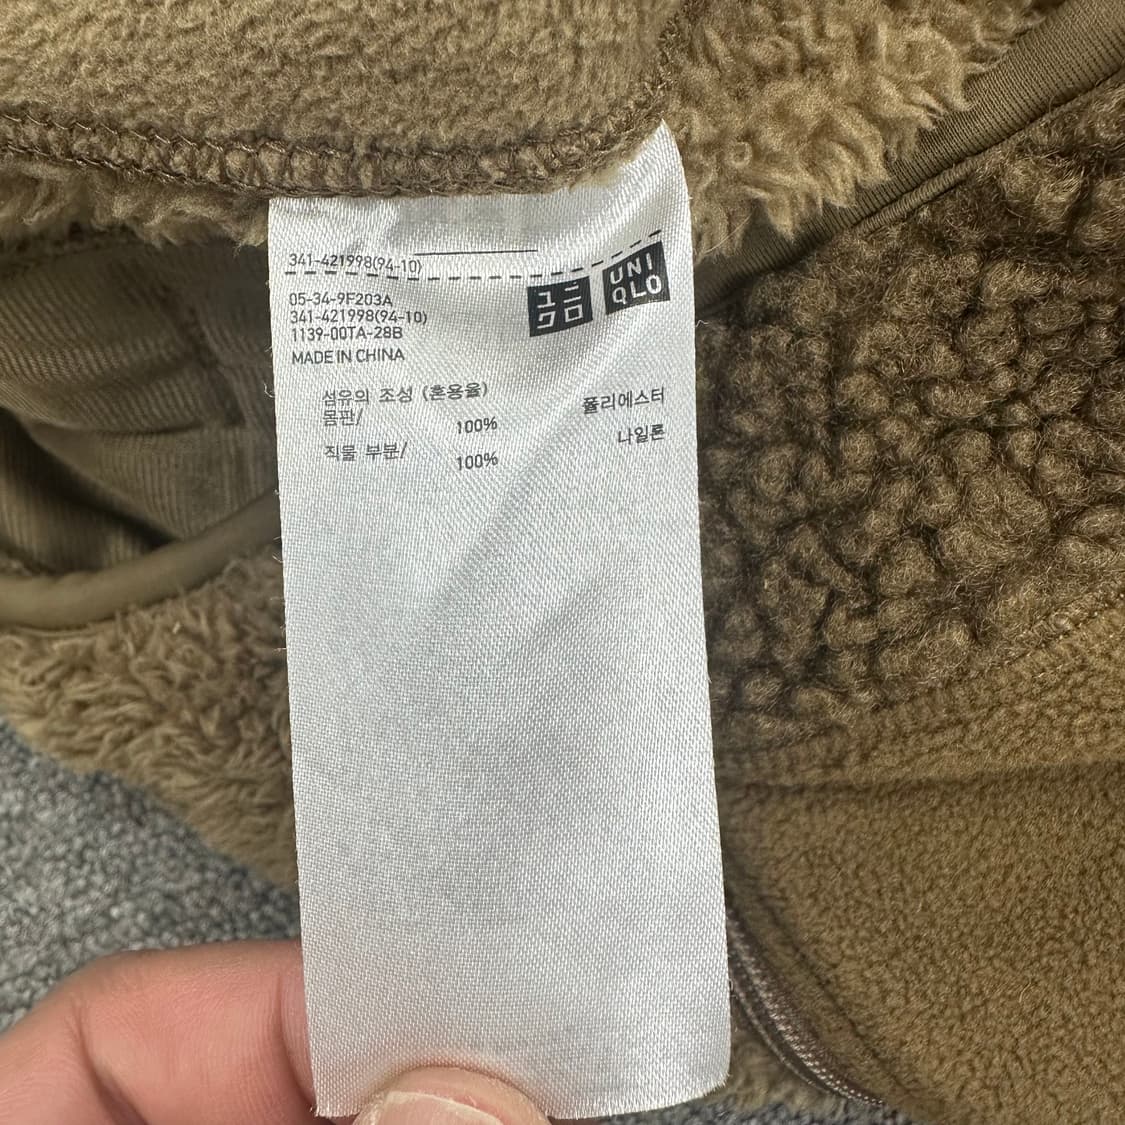 341-421998(94-10)
ユニ
クロ
UNI
QLO
05-34-9F203A
341-421998(94-10)
1139-00TA-28B
MADE IN CHINA
섬유의 조성 (혼용율)
몸판/
100% 폴리에스터
직물 부분/
100% 나일론